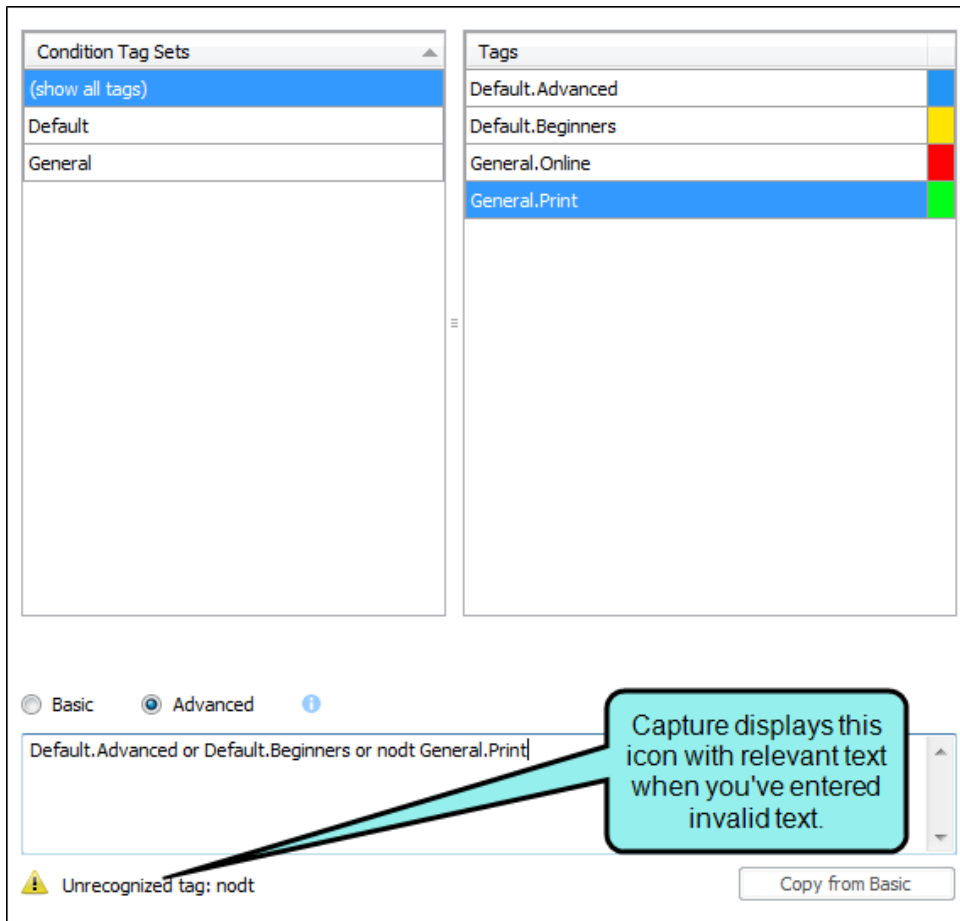 Condition Tag Sets
(show all tags)
Default
General
Tags
Default.Advanced
Default.Beginners
General.Online
General.Print
Basic
Advanced
Default.Advanced or Default.Beginners or nodt General.Print
Capture displays this
icon with relevant text
when you've entered
invalid text.
Unrecognized tag: nodt
Copy from Basic